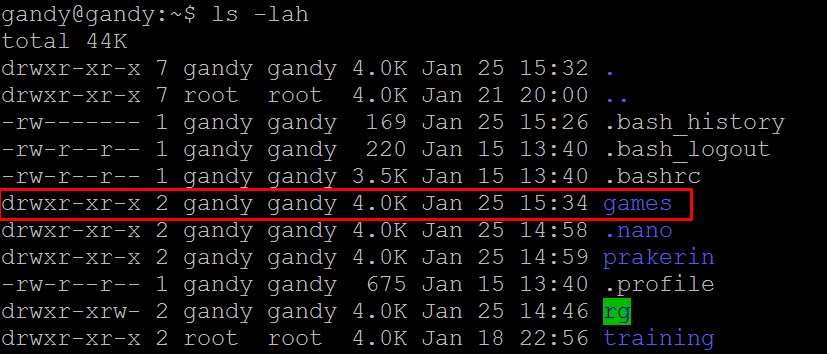 gandy@gandy:~$ ls -lah
total 44K
drwxr-xr-x 7 gandy gandy 4.0K Jan 25 15:32 .
drwxr-xr-x 7 root  root  4.0K Jan 21 20:00 ..
-rw------- 1 gandy gandy  169 Jan 25 15:26 .bash_history
-rw-r--r-- 1 gandy gandy  220 Jan 15 13:40 .bash_logout
-rw-r--r-- 1 gandy gandy 3.5K Jan 15 13:40 .bashrc
drwxr-xr-x 2 gandy gandy 4.0K Jan 25 15:34 games
drwxr-xr-x 2 gandy gandy 4.0K Jan 25 14:58 .nano
drwxr-xr-x 2 gandy gandy 4.0K Jan 25 14:59 prakerin
-rw-r--r-- 1 gandy gandy  675 Jan 15 13:40 .profile
drwxr-xrw- 2 gandy gandy 4.0K Jan 25 14:46 rg
drwxr-xr-x 2 root  root  4.0K Jan 18 22:56 training